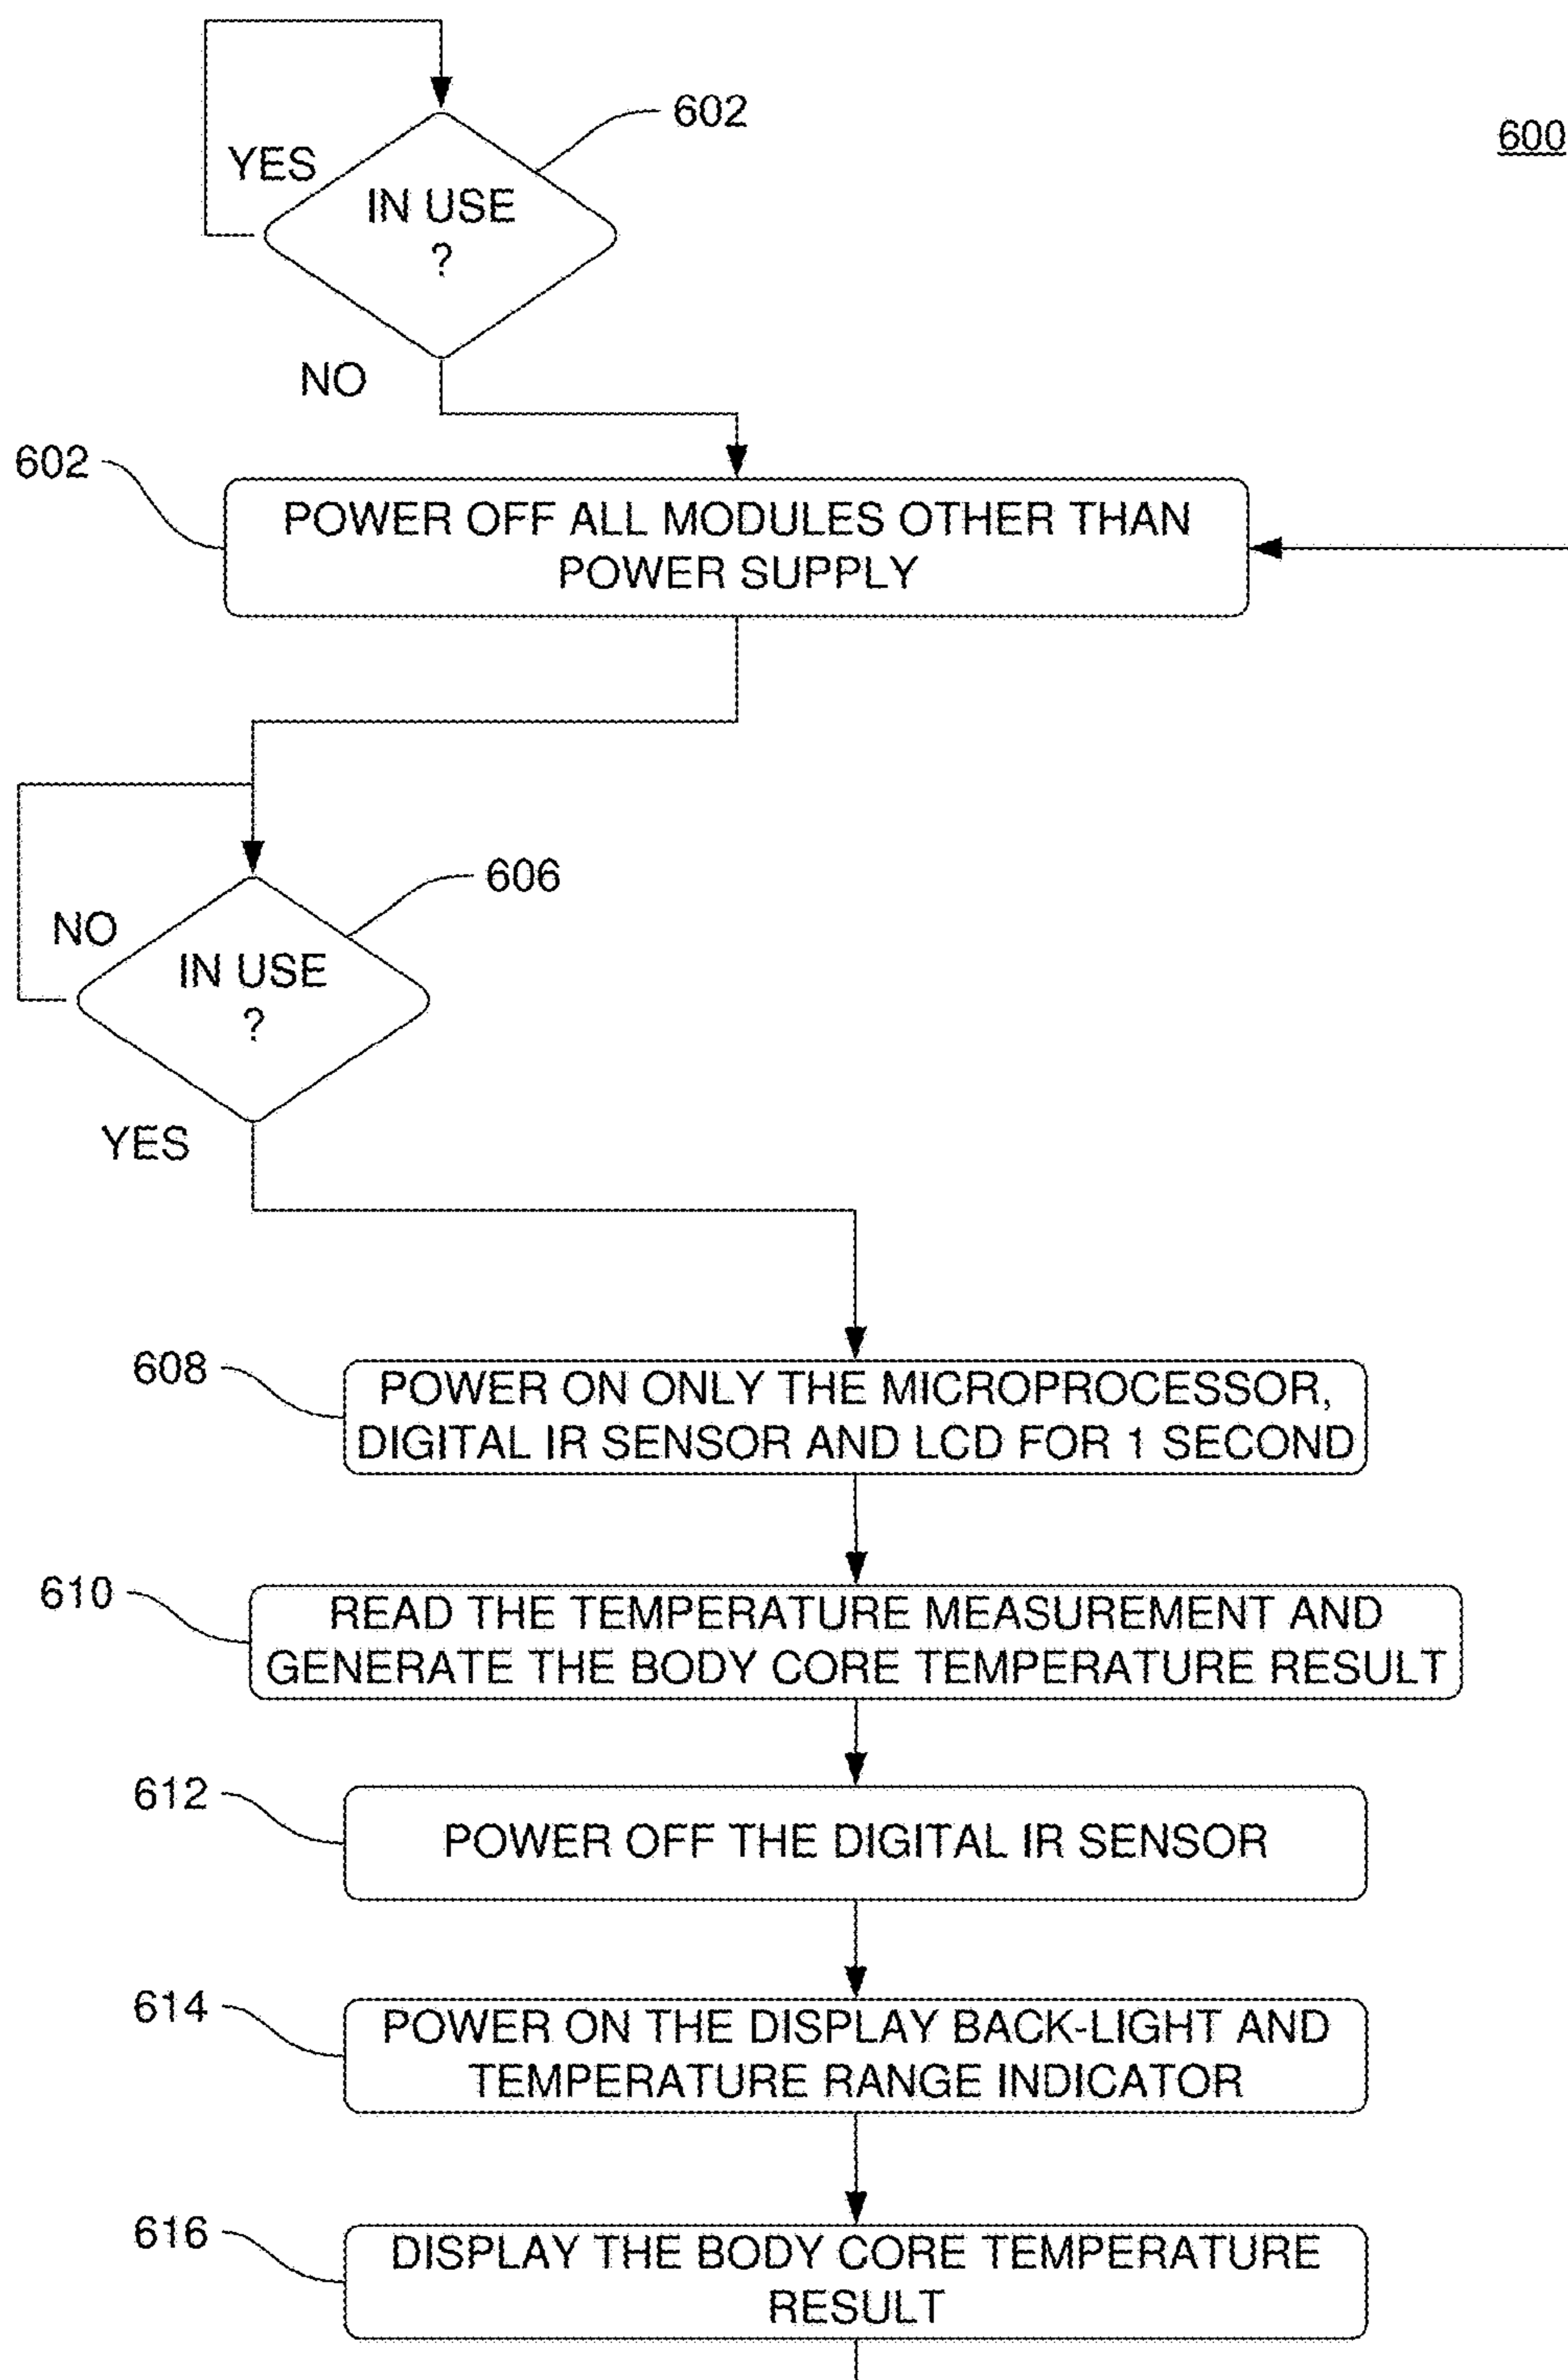 600
602
YES
IN USE
?
NO
602
POWER OFF ALL MODULES OTHER THAN
POWER SUPPLY
606
NO
IN USE
?
YES
608
POWER ON ONLY THE MICROPROCESSOR,
DIGITAL IR SENSOR AND LCD FOR 1 SECOND
610
READ THE TEMPERATURE MEASUREMENT AND
GENERATE THE BODY CORE TEMPERATURE RESULT
612
POWER OFF THE DIGITAL IR SENSOR
614
POWER ON THE DISPLAY BACK-LIGHT AND
TEMPERATURE RANGE INDICATOR
616
DISPLAY THE BODY CORE TEMPERATURE
RESULT